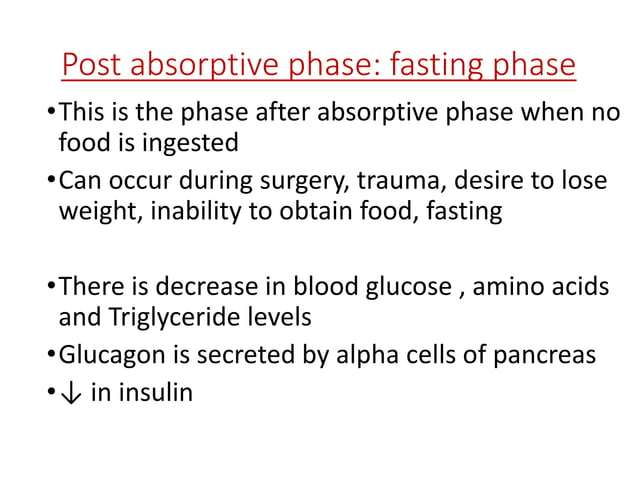 Post absorptive phase: fasting phase
•This is the phase after absorptive phase when no
food is ingested
•Can occur during surgery, trauma, desire to lose
weight, inability to obtain food, fasting
•There is decrease in blood glucose , amino acids
and Triglyceride levels
•Glucagon is secreted by alpha cells of pancreas
•↓ in insulin